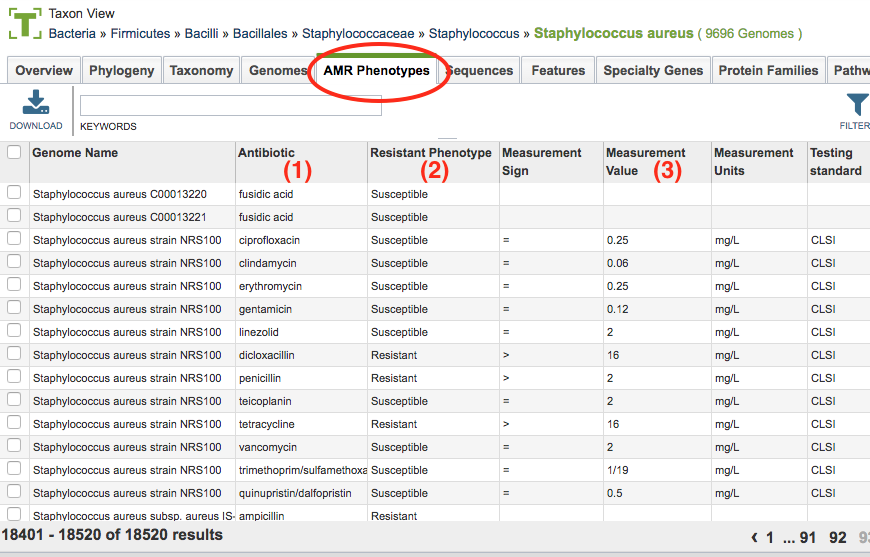 T
Taxon View
Bacteria » Firmicutes » Bacilli » Bacillales » Staphylococcaceae » Staphylococcus » Staphylococcus aureus ( 9696 Genomes )
Overview Phylogeny Taxonomy Genomes AMR Phenotypes Sequences Features Specialty Genes Protein Families Pathw
DOWNLOAD KEYWORDS FILTER
Genome Name Antibiotic (1) Resistant Phenotype (2) Measurement Sign Measurement Value (3) Measurement Units Testing standard
Staphylococcus aureus C00013220 fusidic acid Susceptible
Staphylococcus aureus C00013221 fusidic acid Susceptible
Staphylococcus aureus strain NRS100 ciprofloxacin Susceptible = 0.25 mg/L CLSI
Staphylococcus aureus strain NRS100 clindamycin Susceptible = 0.06 mg/L CLSI
Staphylococcus aureus strain NRS100 erythromycin Susceptible = 0.25 mg/L CLSI
Staphylococcus aureus strain NRS100 gentamicin Susceptible = 0.12 mg/L CLSI
Staphylococcus aureus strain NRS100 linezolid Susceptible = 2 mg/L CLSI
Staphylococcus aureus strain NRS100 dicloxacillin Resistant > 16 mg/L CLSI
Staphylococcus aureus strain NRS100 penicillin Resistant > 2 mg/L CLSI
Staphylococcus aureus strain NRS100 teicoplanin Susceptible = 2 mg/L CLSI
Staphylococcus aureus strain NRS100 tetracycline Resistant > 16 mg/L CLSI
Staphylococcus aureus strain NRS100 vancomycin Susceptible = 2 mg/L CLSI
Staphylococcus aureus strain NRS100 trimethoprim/sulfamethoxa Susceptible = 1/19 mg/L CLSI
Staphylococcus aureus strain NRS100 quinupristin/dalfopristin Susceptible = 0.5 mg/L CLSI
Staphylococcus aureus subsp. aureus IS- ampicillin Resistant
18401 - 18520 of 18520 results ‹ 1 ... 91 92 93